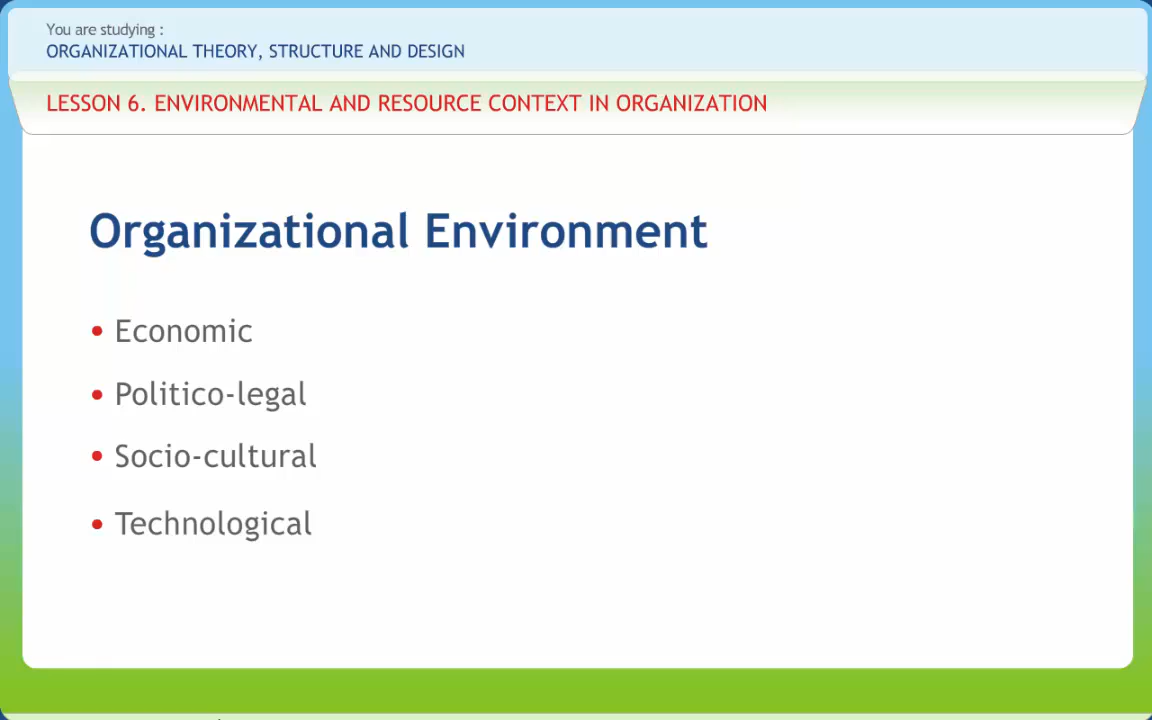 You are studying :
ORGANIZATIONAL THEORY, STRUCTURE AND DESIGN
LESSON 6. ENVIRONMENTAL AND RESOURCE CONTEXT IN ORGANIZATION
Organizational Environment
• Economic
• Politico-legal
• Socio-cultural
• Technological